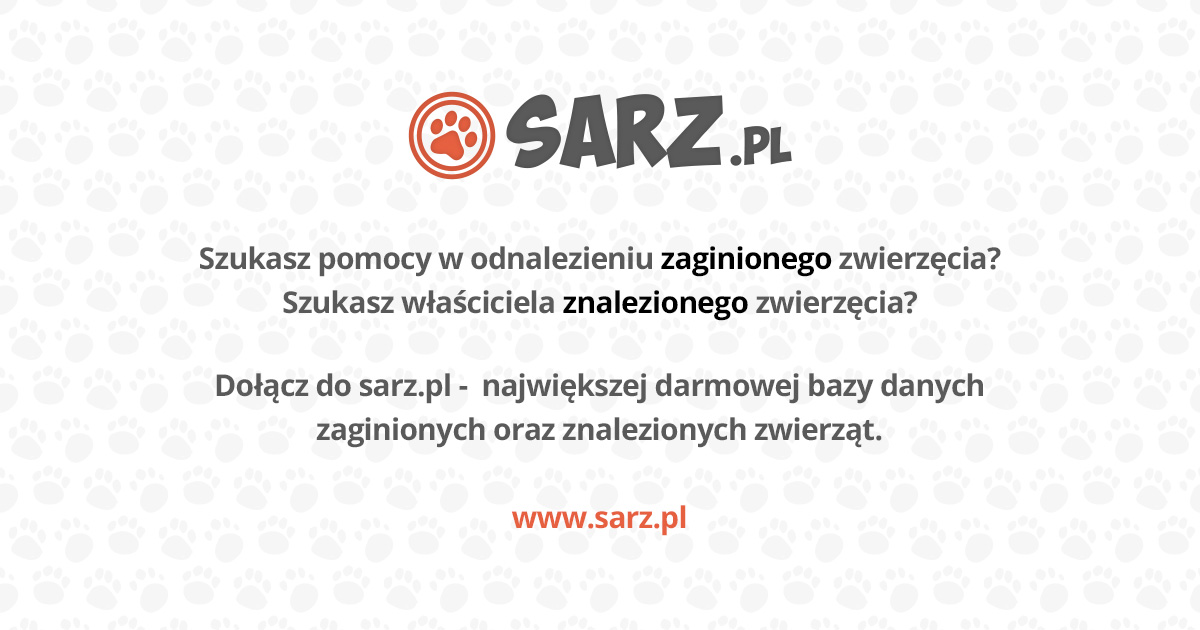 SARZ.PL
Szukasz pomocy w odnalezieniu zaginionego zwierzęcia?
Szukasz właściciela znalezionego zwierzęcia?
Dołącz do sarz.pl - największej darmowej bazy danych
zaginionych oraz znalezionych zwierząt.
www.sarz.pl